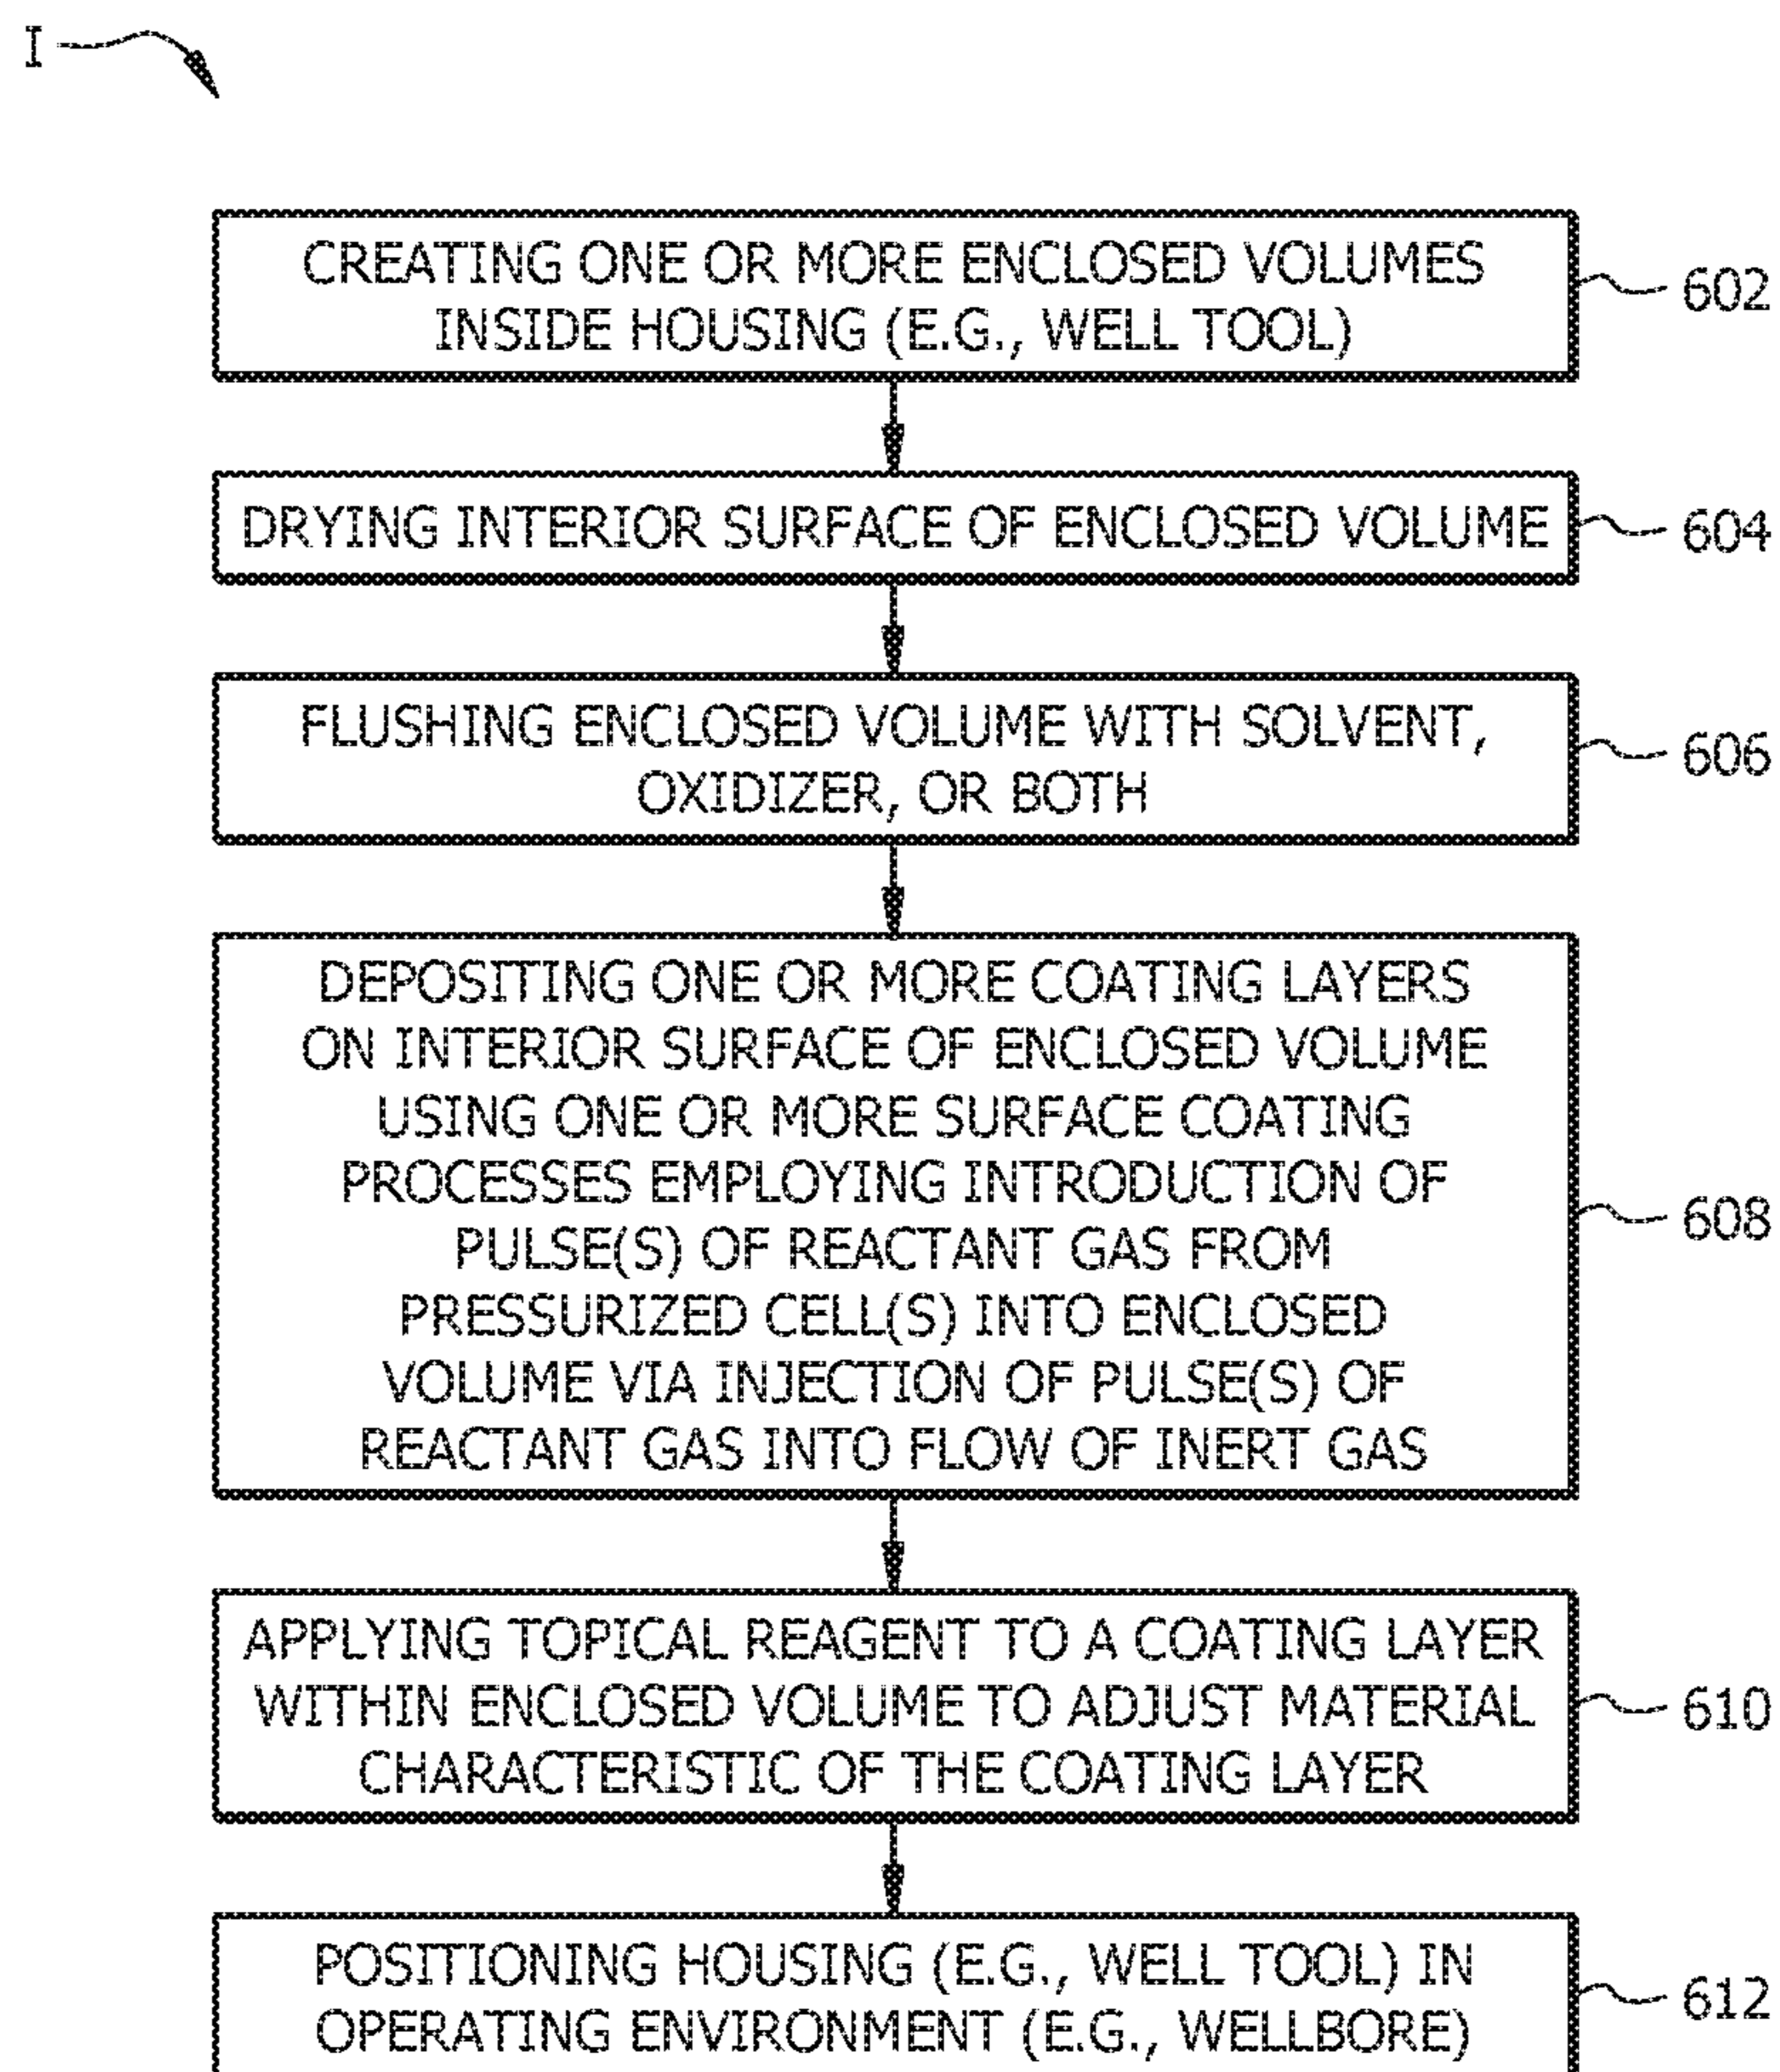 I
CREATING ONE OR MORE ENCLOSED VOLUMES
INSIDE HOUSING (E.G., WELL TOOL)
602
DRYING INTERIOR SURFACE OF ENCLOSED VOLUME
604
FLUSHING ENCLOSED VOLUME WITH SOLVENT,
OXIDIZER, OR BOTH
606
DEPOSITING ONE OR MORE COATING LAYERS
ON INTERIOR SURFACE OF ENCLOSED VOLUME
USING ONE OR MORE SURFACE COATING
PROCESSES EMPLOYING INTRODUCTION OF
PULSE(S) OF REACTANT GAS FROM
PRESSURIZED CELL(S) INTO ENCLOSED
VOLUME VIA INJECTION OF PULSE(S) OF
REACTANT GAS INTO FLOW OF INERT GAS
608
APPLYING TOPICAL REAGENT TO A COATING LAYER
WITHIN ENCLOSED VOLUME TO ADJUST MATERIAL
CHARACTERISTIC OF THE COATING LAYER
610
POSITIONING HOUSING (E.G., WELL TOOL) IN
OPERATING ENVIRONMENT (E.G., WELLBORE)
612